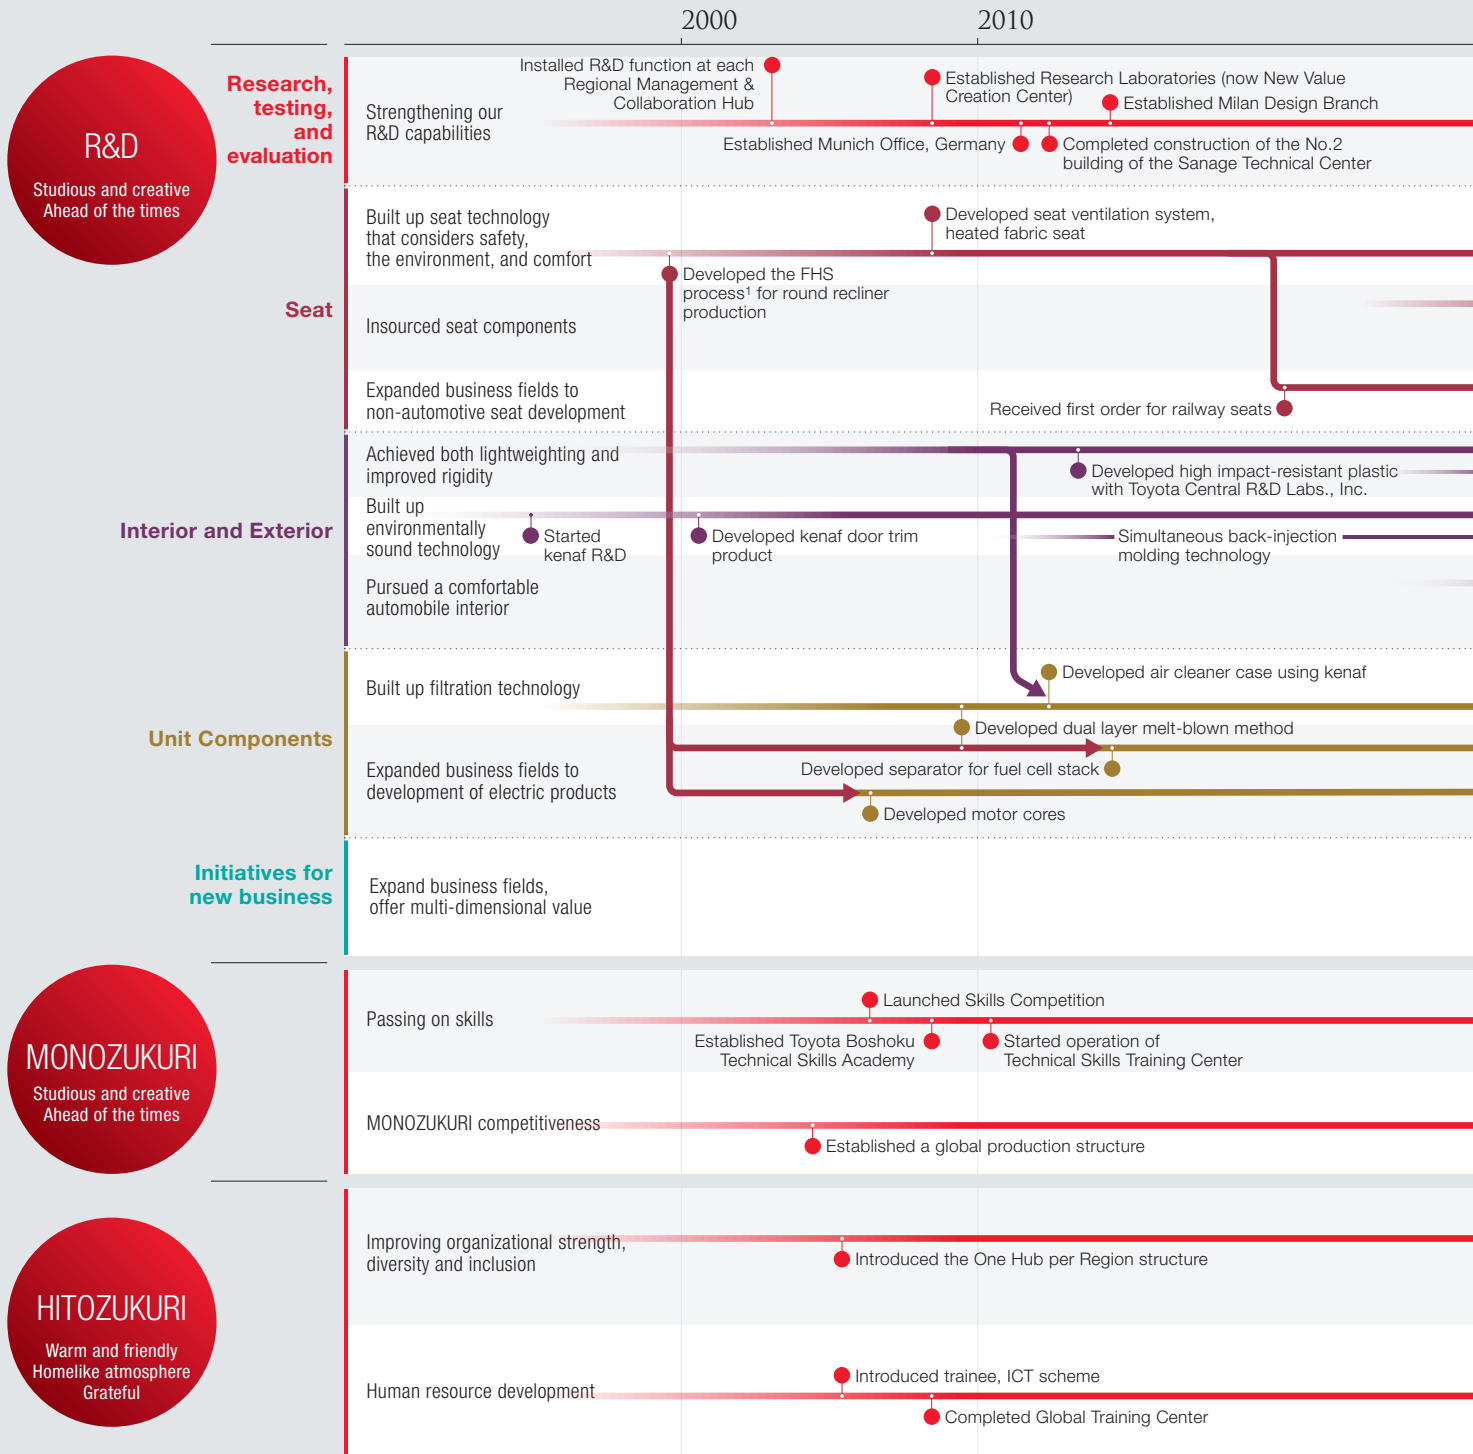 2000
2010
R&D
Studious and creative
Ahead of the times
Research,
testing,
and
evaluation
Strengthening our
R&D capabilities
Installed R&D function at each
Regional Management &
Collaboration Hub
Established Research Laboratories (now New Value
Creation Center)
Established Milan Design Branch
Established Munich Office, Germany
Completed construction of the No.2
building of the Sanage Technical Center
Seat
Built up seat technology
that considers safety,
the environment, and comfort
Developed seat ventilation system,
heated fabric seat
Developed the FHS
process¹ for round recliner
production
Insourced seat components
Expanded business fields to
non-automotive seat development
Received first order for railway seats
Interior and Exterior
Achieved both lightweighting and
improved rigidity
Developed high impact-resistant plastic
with Toyota Central R&D Labs., Inc.
Built up
environmentally
sound technology
Started
kenaf R&D
Developed kenaf door trim
product
Simultaneous back-injection
molding technology
Pursued a comfortable
automobile interior
Unit Components
Built up filtration technology
Developed air cleaner case using kenaf
Developed dual layer melt-blown method
Expanded business fields to
development of electric products
Developed separator for fuel cell stack
Developed motor cores
Initiatives for
new business
Expand business fields,
offer multi-dimensional value
MONOZUKURI
Studious and creative
Ahead of the times
Passing on skills
Launched Skills Competition
Established Toyota Boshoku
Technical Skills Academy
Started operation of
Technical Skills Training Center
MONOZUKURI competitiveness
Established a global production structure
HITOZUKURI
Warm and friendly
Homelike atmosphere
Grateful
Improving organizational strength,
diversity and inclusion
Introduced the One Hub per Region structure
Human resource development
Introduced trainee, ICT scheme
Completed Global Training Center